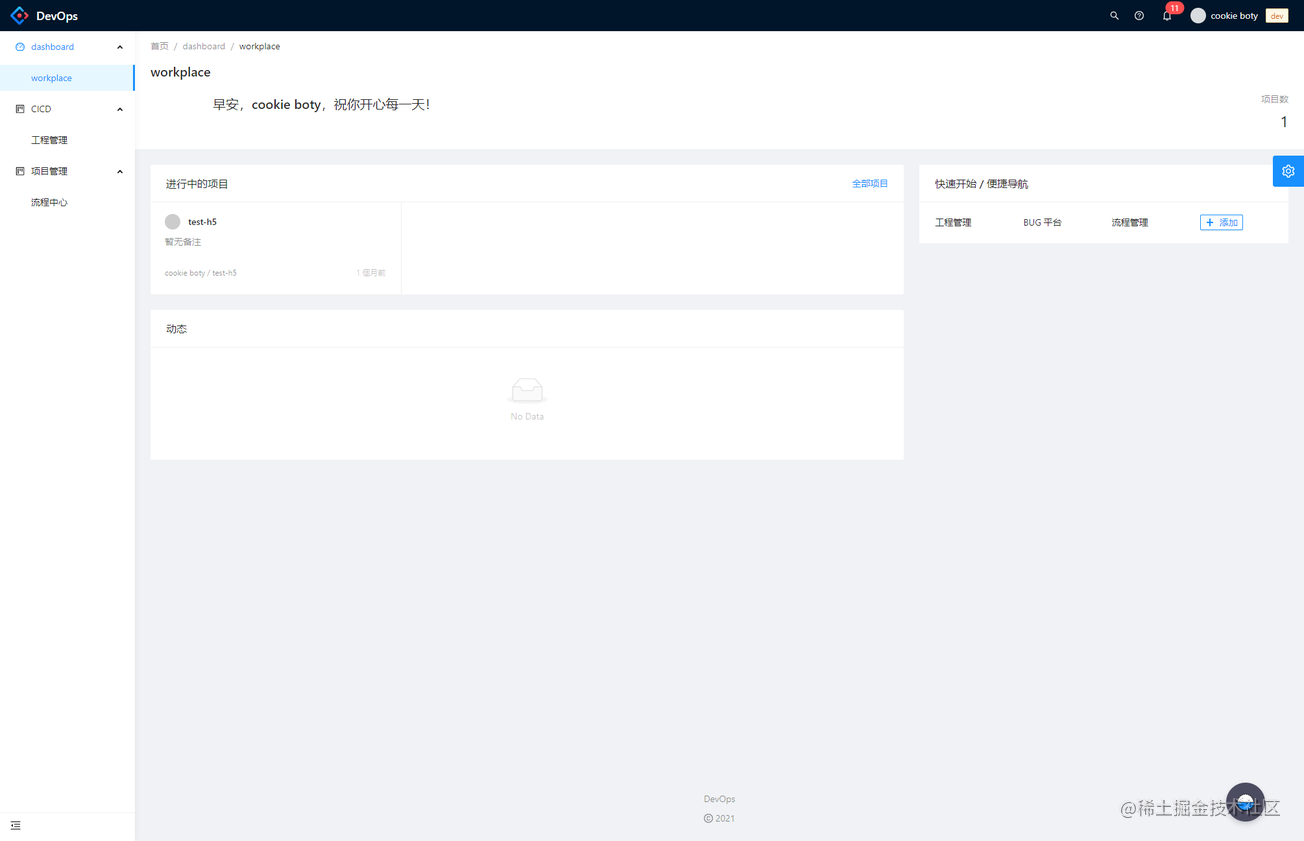 DevOps
11
cookie boty
dev
dashboard
workplace
CICD
工程管理
项目管理
流程中心
首页 / dashboard / workplace
workplace
早安，cookie boty，祝你开心每一天！
项目数
1
进行中的项目
全部项目
test-h5
暂无备注
cookie boty / test-h5
1 個月前
快速开始 / 便捷导航
工程管理
BUG 平台
流程管理
+ 添加
动态
No Data
DevOps
© 2021
@稀土掘金技术社区